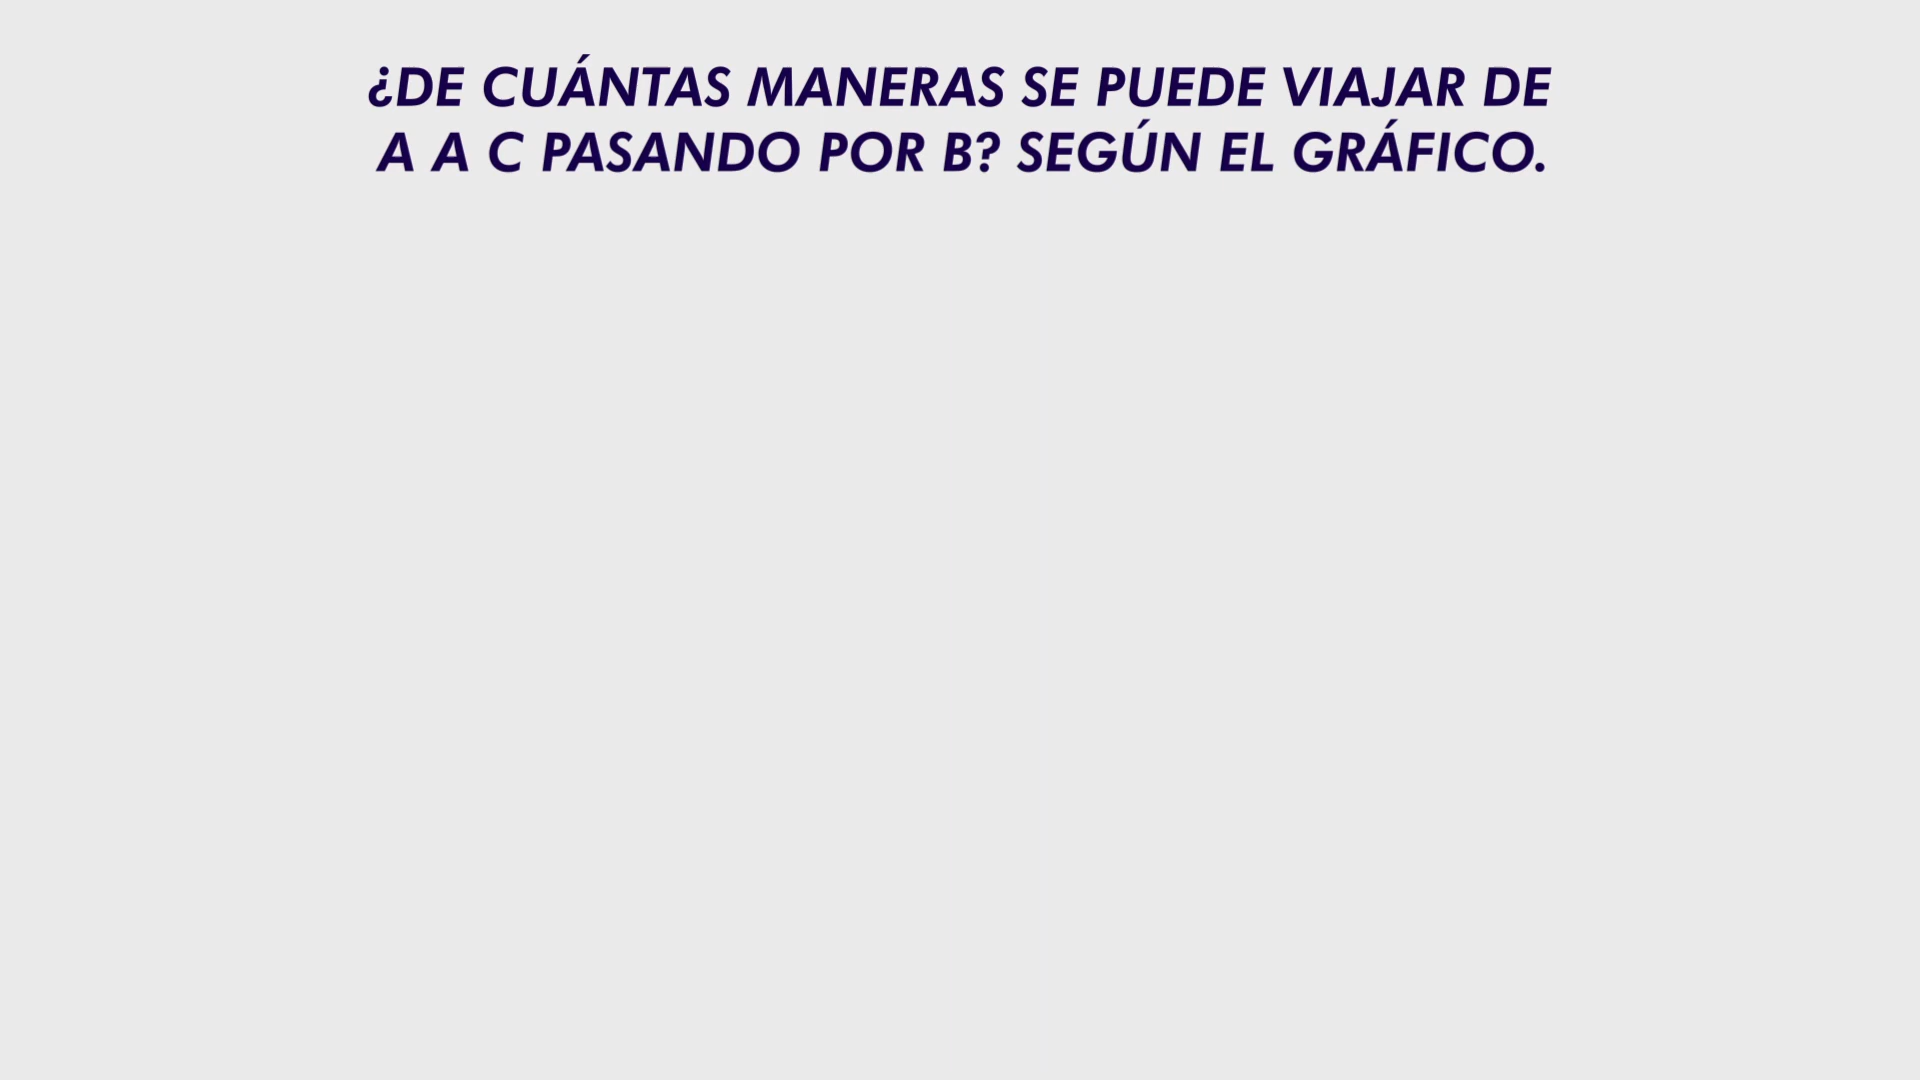 ¿DE CUÁNTAS MANERAS SE PUEDE VIAJAR DE
A A C PASANDO POR B? SEGÚN EL GRÁFICO.